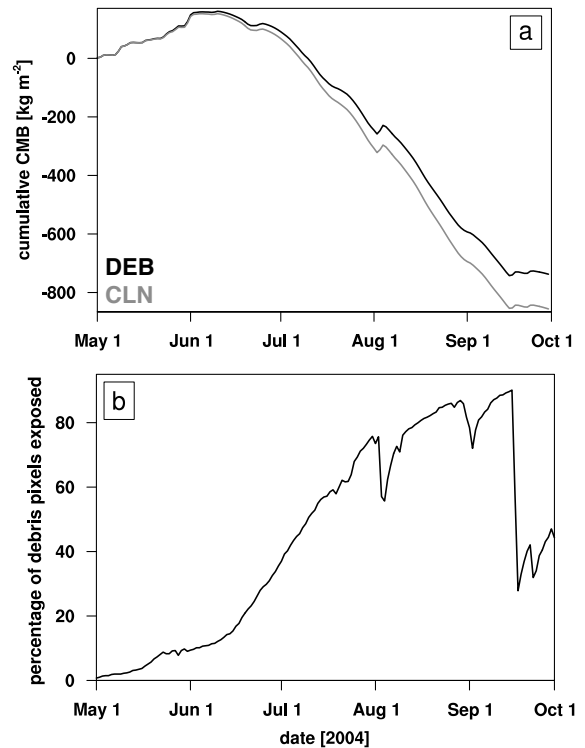 a
0
-200
-400
-600
-800
cumulative CMB [kg m-2]
DEB
CLN
May 1 Jun 1 Jul 1 Aug 1 Sep 1 Oct 1
b
80
60
40
20
0
percentage of debris pixels exposed
May 1 Jun 1 Jul 1 Aug 1 Sep 1 Oct 1
date [2004]